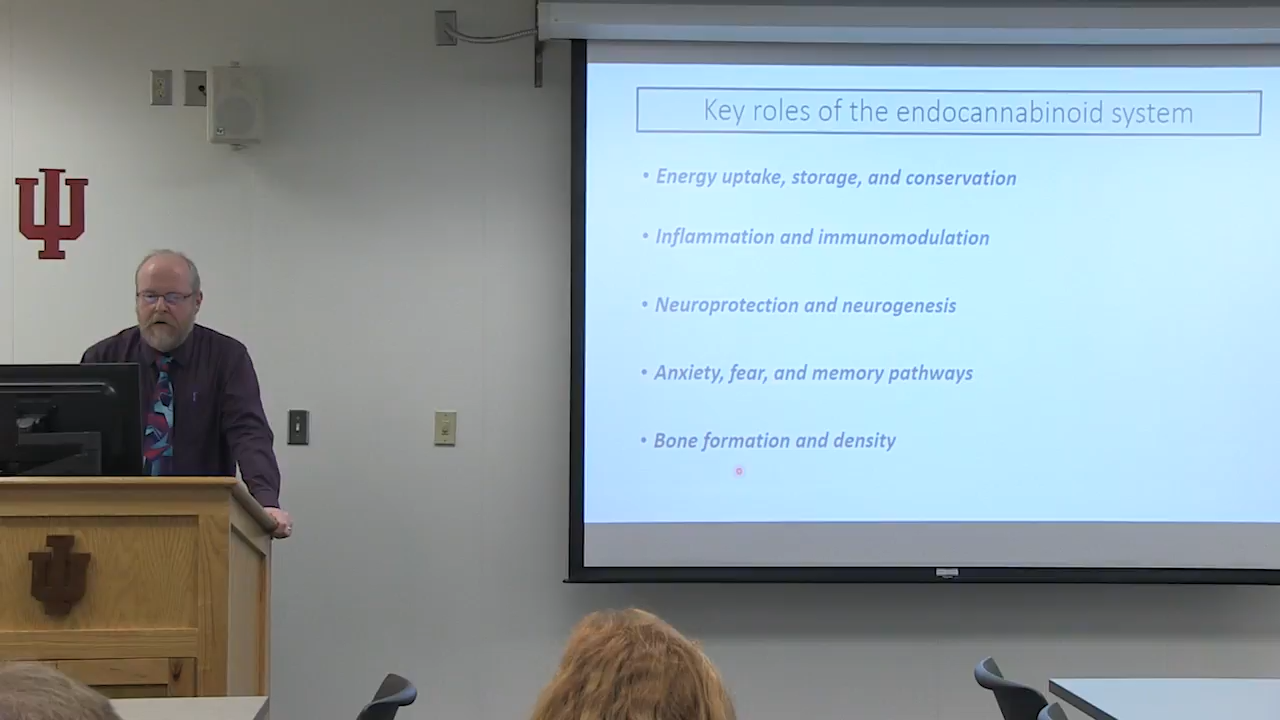 Key roles of the endocannabinoid system
• Energy uptake, storage, and conservation
• Inflammation and immunomodulation
• Neuroprotection and neurogenesis
• Anxiety, fear, and memory pathways
• Bone formation and density